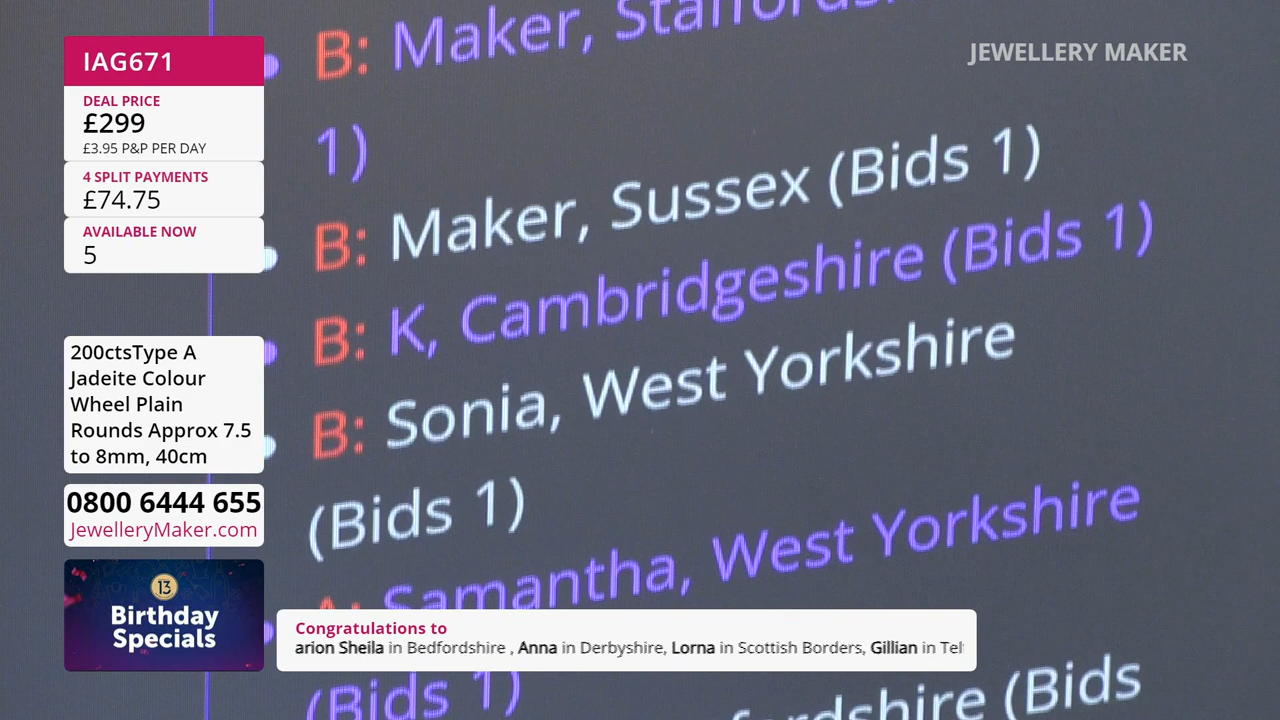 IAG671
DEAL PRICE
£299
£3.95 P&P PER DAY
4 SPLIT PAYMENTS
£74.75
AVAILABLE NOW
5
200ctsType A
Jadeite Colour
Wheel Plain
Rounds Approx 7.5
to 8mm, 40cm
0800 6444 655
JewelleryMaker.com
13
Birthday
Specials
JEWELLERY MAKER
B: Maker,
1)
B: Maker, Sussex (Bids 1)
B: K, Cambridgeshire (Bids 1)
B: Sonia, West Yorkshire
(Bids 1)
Samantha, West Yorkshire
(Bids 1)
(Bids
Congratulations to
arion Sheila in Bedfordshire , Anna in Derbyshire, Lorna in Scottish Borders, Gillian in Tel